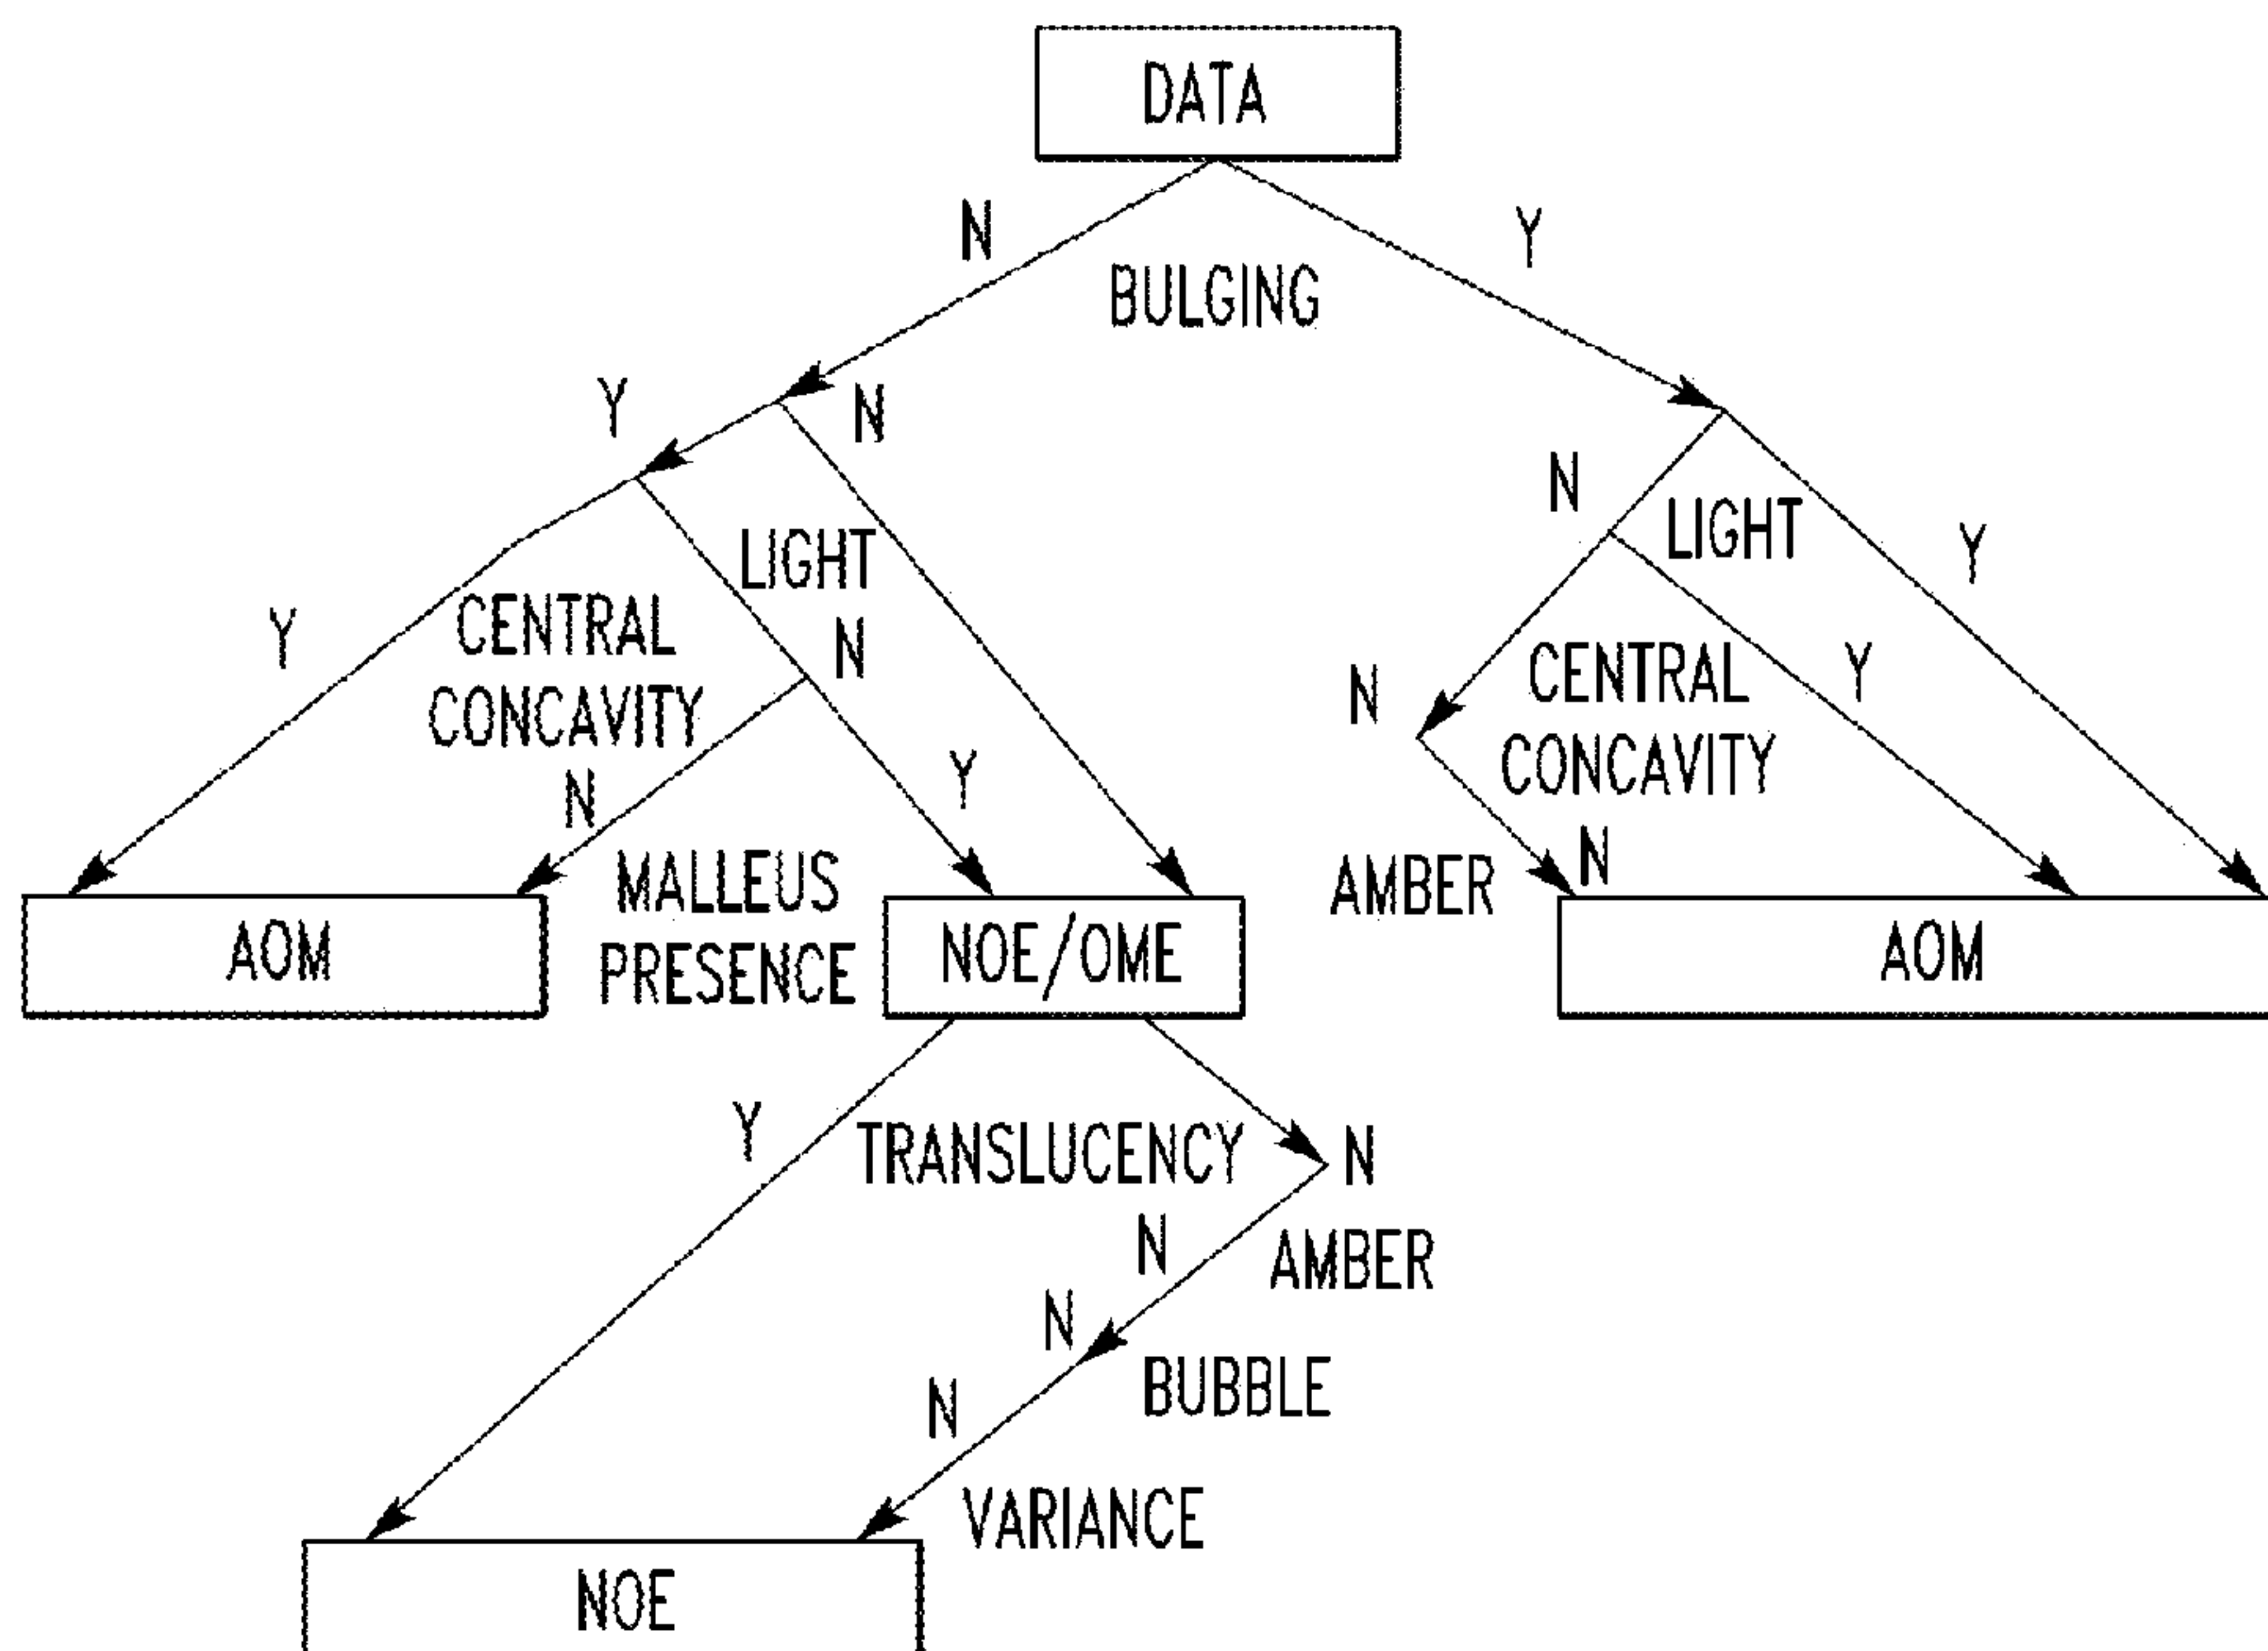 DATA
N
Y
BULGING
Y
N
N
LIGHT
Y
LIGHT
Y
CENTRAL
CONCAVITY
N
N
Y
CENTRAL
CONCAVITY
N
Y
MALLEUS
PRESENCE
AMBER
N
AOM
NOE/OME
AOM
Y
TRANSLUCENCY
N
N
AMBER
N
BUBBLE
N
VARIANCE
NOE